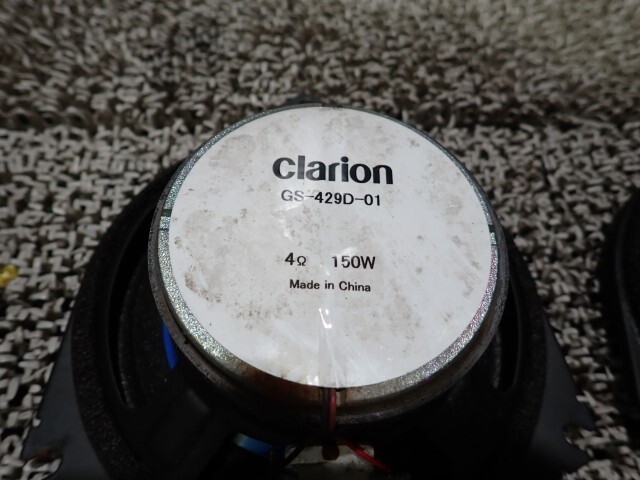 clarion
GS-429D-01
4Ω 150W
Made in China